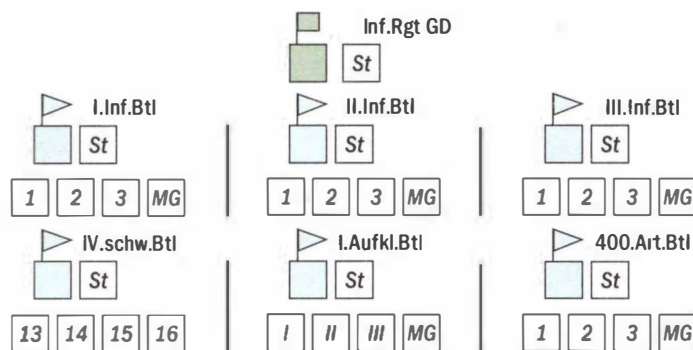 Inf.Rgt GD
St
I.Inf.Btl II.Inf.Btl III.Inf.Btl
St St St
1 2 3 MG 1 2 3 MG 1 2 3 MG
IV.schw.Btl I.Aufkl.Btl 400.Art.Btl
St St St
13 14 15 16 I II III MG 1 2 3 MG